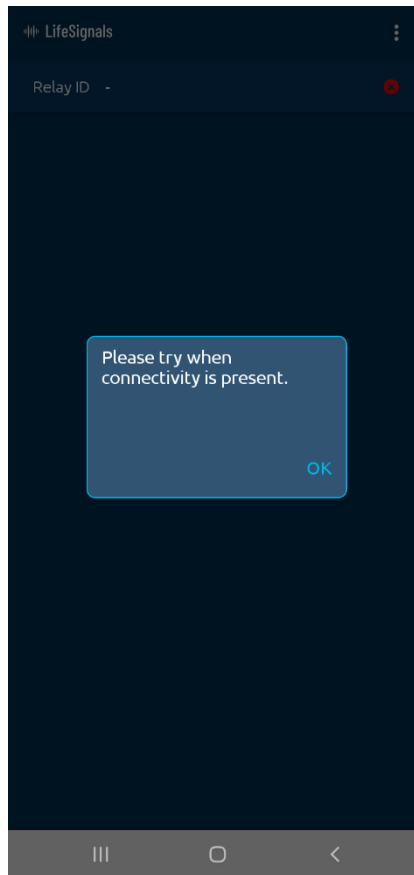 LifeSignals
Relay ID -
Please try when
connectivity is present.
OK